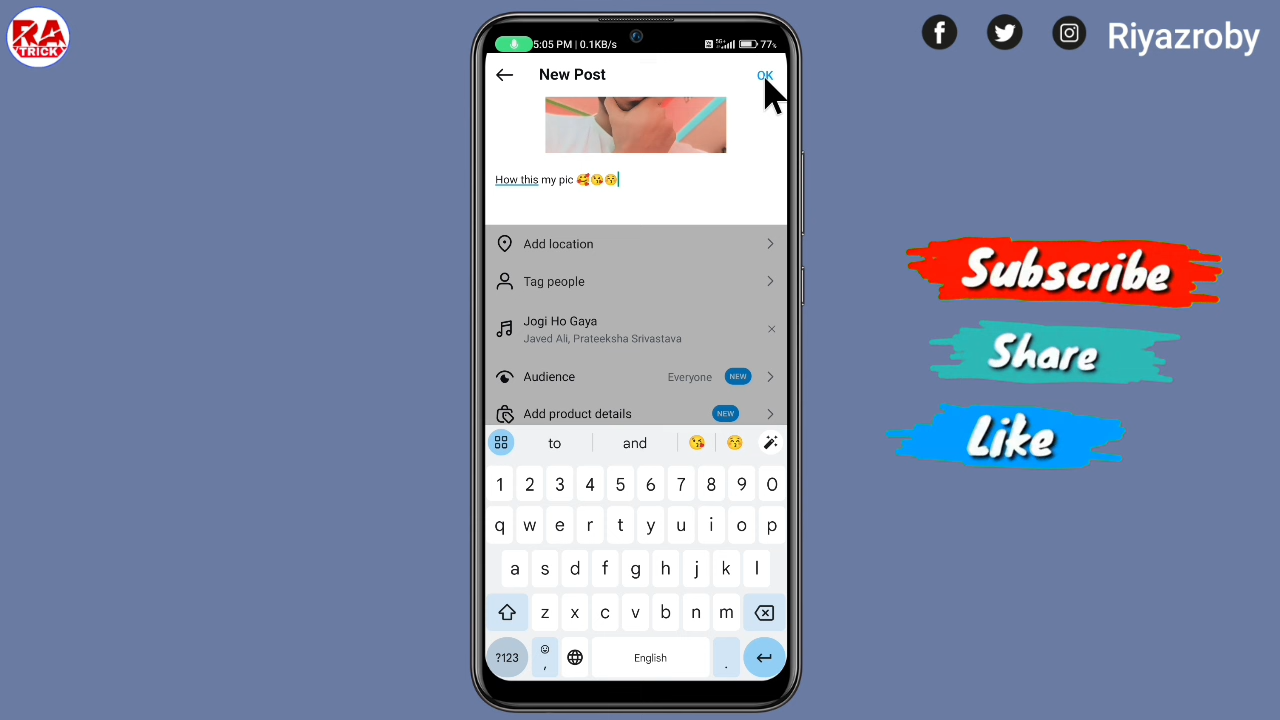 RA
TRICKY
Riyazroby
5:05 PM | 0.1KB/s
5G+
77%
New Post
OK
How this my pic 🥰😘😚
Add location
Tag people
Jogi Ho Gaya
Javed Ali, Prateeksha Srivastava
Audience
Everyone
NEW
Add product details
NEW
to
and
😘
😚
1 2 3 4 5 6 7 8 9 0
q w e r t y u i o p
a s d f g h j k l
z x c v b n m
?123
,
English
.
Subscribe
Share
Like